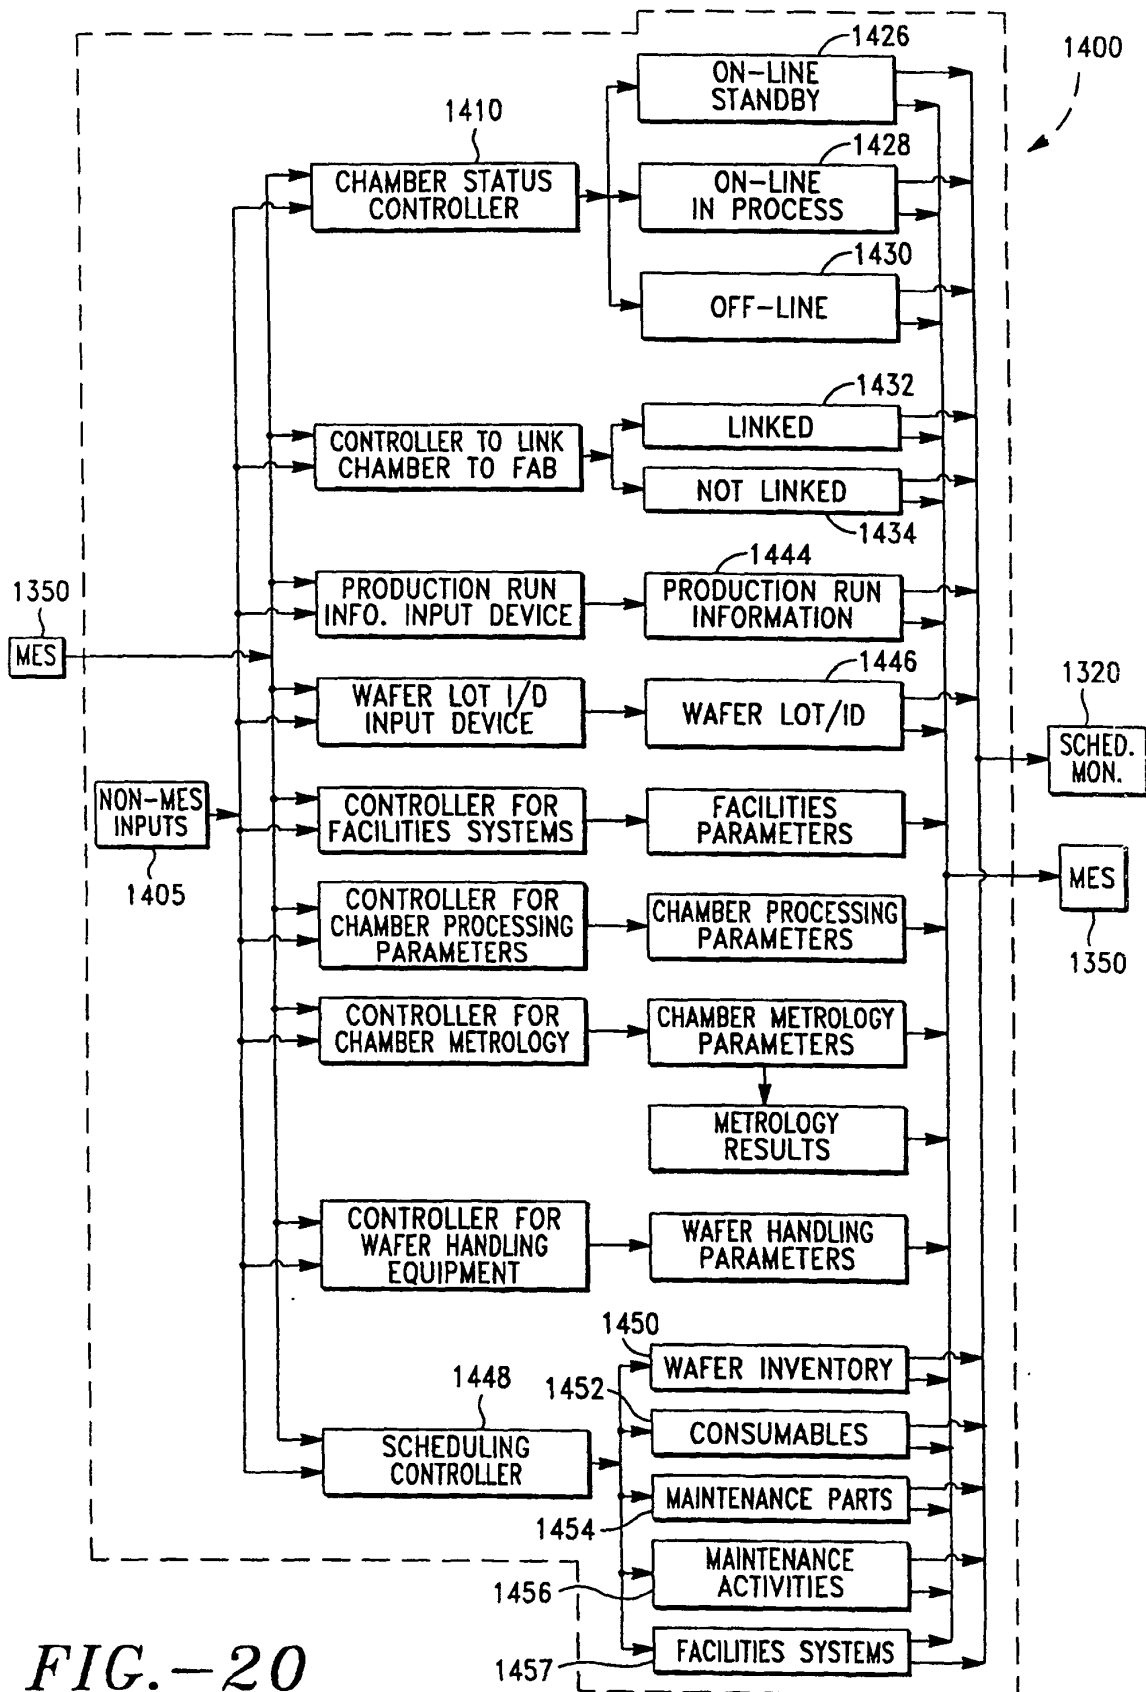 1426
1400
ON-LINE
STANDBY
1410
1428
CHAMBER STATUS
CONTROLLER
ON-LINE
IN PROCESS
1430
OFF-LINE
1432
CONTROLLER TO LINK
CHAMBER TO FAB
LINKED
NOT LINKED
1434
1444
1350
MES
PRODUCTION RUN
INFO. INPUT DEVICE
PRODUCTION RUN
INFORMATION
1446
WAFER LOT I/D
INPUT DEVICE
WAFER LOT/ID
1320
SCHED.
MON.
NON-MES
INPUTS
1405
CONTROLLER FOR
FACILITIES SYSTEMS
FACILITIES
PARAMETERS
MES
1350
CONTROLLER FOR
CHAMBER PROCESSING
PARAMETERS
CHAMBER PROCESSING
PARAMETERS
CONTROLLER FOR
CHAMBER METROLOGY
CHAMBER METROLOGY
PARAMETERS
METROLOGY
RESULTS
CONTROLLER FOR
WAFER HANDLING
EQUIPMENT
WAFER HANDLING
PARAMETERS
1450
WAFER INVENTORY
1448
1452
SCHEDULING
CONTROLLER
CONSUMABLES
MAINTENANCE PARTS
1454
MAINTENANCE
ACTIVITIES
1456
FACILITIES SYSTEMS
1457
FIG.-20